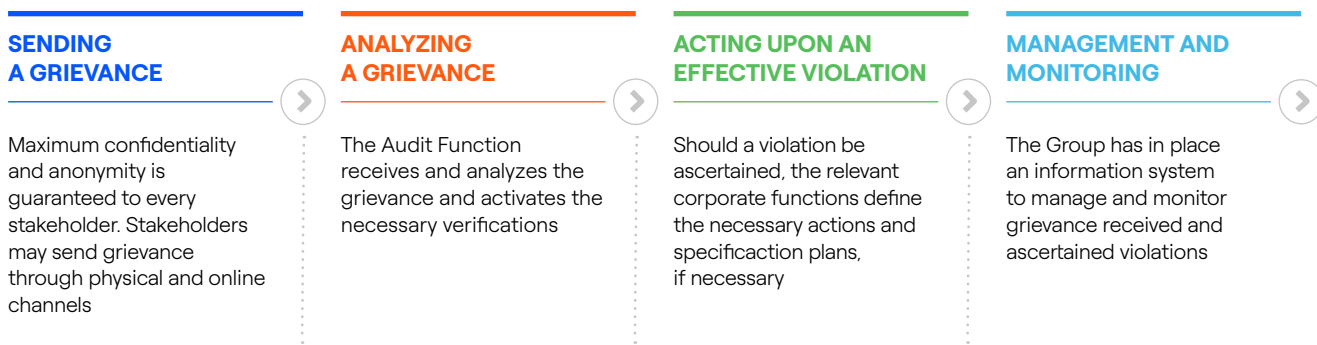 SENDING
A GRIEVANCE
Maximum confidentiality
and anonymity is
guaranteed to every
stakeholder. Stakeholders
may send grievance
through physical and online
channels
ANALYZING
A GRIEVANCE
The Audit Function
receives and analyzes the
grievance and activates the
necessary verifications
ACTING UPON AN
EFFECTIVE VIOLATION
Should a violation be
ascertained, the relevant
corporate functions define
the necessary actions and
specificaction plans,
if necessary
MANAGEMENT AND
MONITORING
The Group has in place
an information system
to manage and monitor
grievance received and
ascertained violations